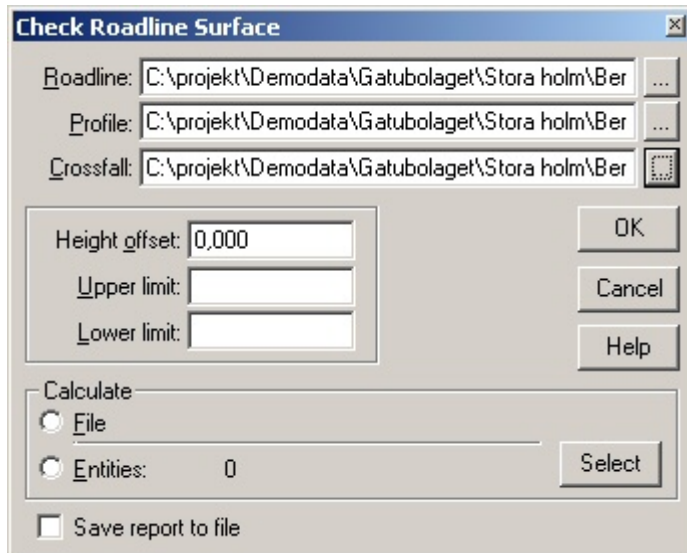 Check Roadline Surface
Roadline: C:\projekt\Demodata\Gatubolaget\Stora holm\Ber ...
Profile: C:\projekt\Demodata\Gatubolaget\Stora holm\Ber ...
Crossfall: C:\projekt\Demodata\Gatubolaget\Stora holm\Ber ...
Height offset: 0,000
OK
Upper limit:
Cancel
Lower limit:
Help
Calculate
File
Entities: 0
Select
Save report to file